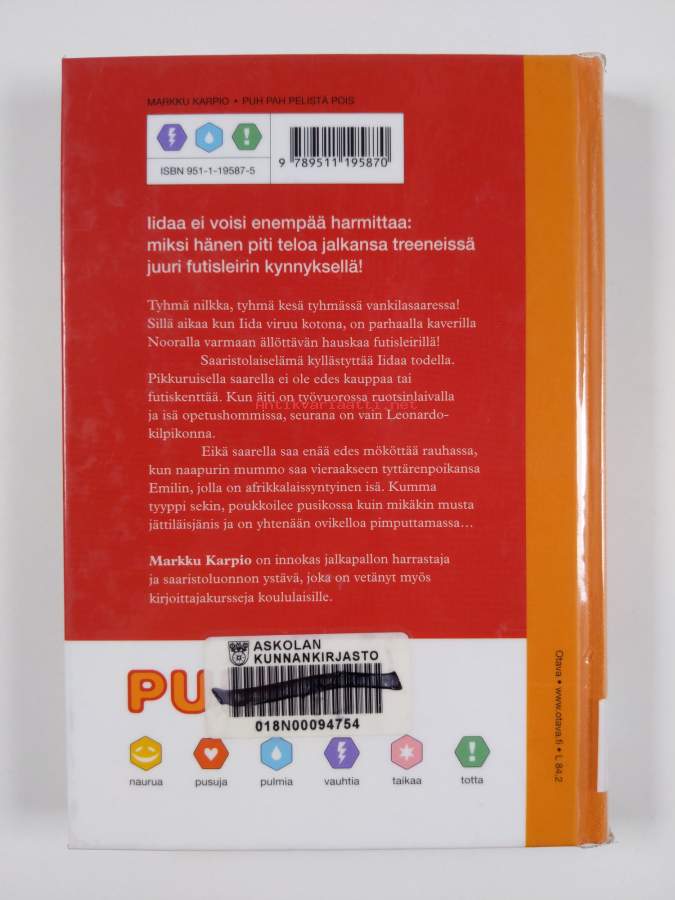 MARKKU KARPIO • PUH PAH PELISTÄ POIS
ISBN 951-1-19587-5
9 789511 195870
Iidaa ei voisi enempää harmittaa:
miksi hänen piti teloa jalkansa treeneissä
juuri futisleirin kynnyksellä!
Tyhmä nilkka, tyhmä kesä tyhmässä vankilasaaressa!
Sillä aikaa kun Iida viruu kotona, on parhaalla kaverilla
Nooralla varmaan ällöttävän hauskaa futisleirillä!
Saaristolaiselämä kyllästyttää Iidaa todella.
Pikkuruisella saarella ei ole edes kauppaa tai
futiskenttää. Kun äiti on työvuorossa ruotsinlaivalla
ja isä opetushommissa, seurana on vain Leonardo-
kilpikonna.
Antikvariaatti.net
Eikä saarella saa enää edes mököttää rauhassa,
kun naapurin mummo saa vieraakseen tyttärenpoikansa
Emilin, jolla on afrikkalaissyntyinen isä. Kumma
tyyppi sekin, poukkoilee pusikossa kuin mikäkin musta
jättiläisjänis ja on yhtenään ovikelloa pimputtamassa...
Markku Karpio on innokas jalkapallon harrastaja
ja saaristoluonnon ystävä, joka on vetänyt myös
kirjoittajakursseja koululaisille.
ASKOLAN
KUNNANKIRJASTO
PU
018N00094754
naurua pusuja pulmia vauhtia taikaa totta
Otava • www.otava.fi • L 84.2